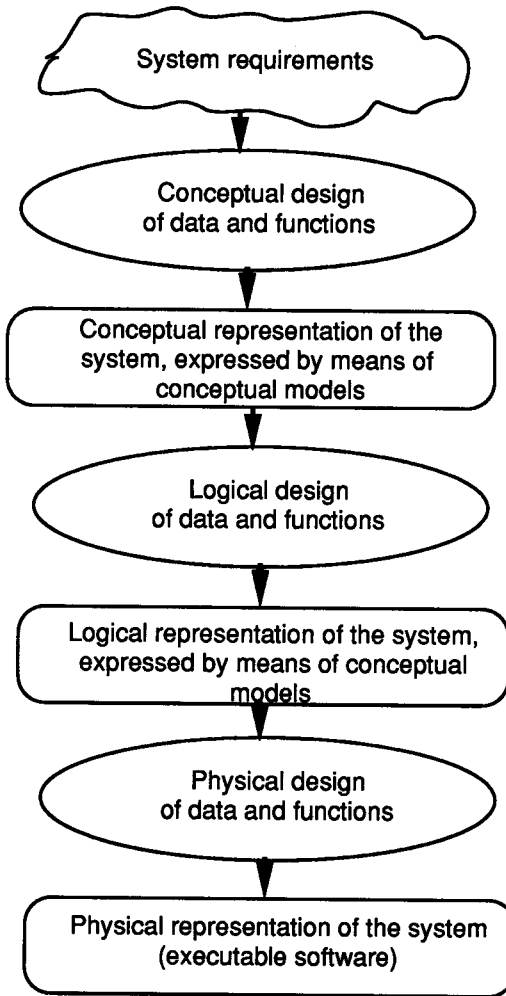 System requirements
Conceptual design
of data and functions
Conceptual representation of the
system, expressed by means of
conceptual models
Logical design
of data and functions
Logical representation of the system,
expressed by means of conceptual
models
Physical design
of data and functions
Physical representation of the system
(executable software)